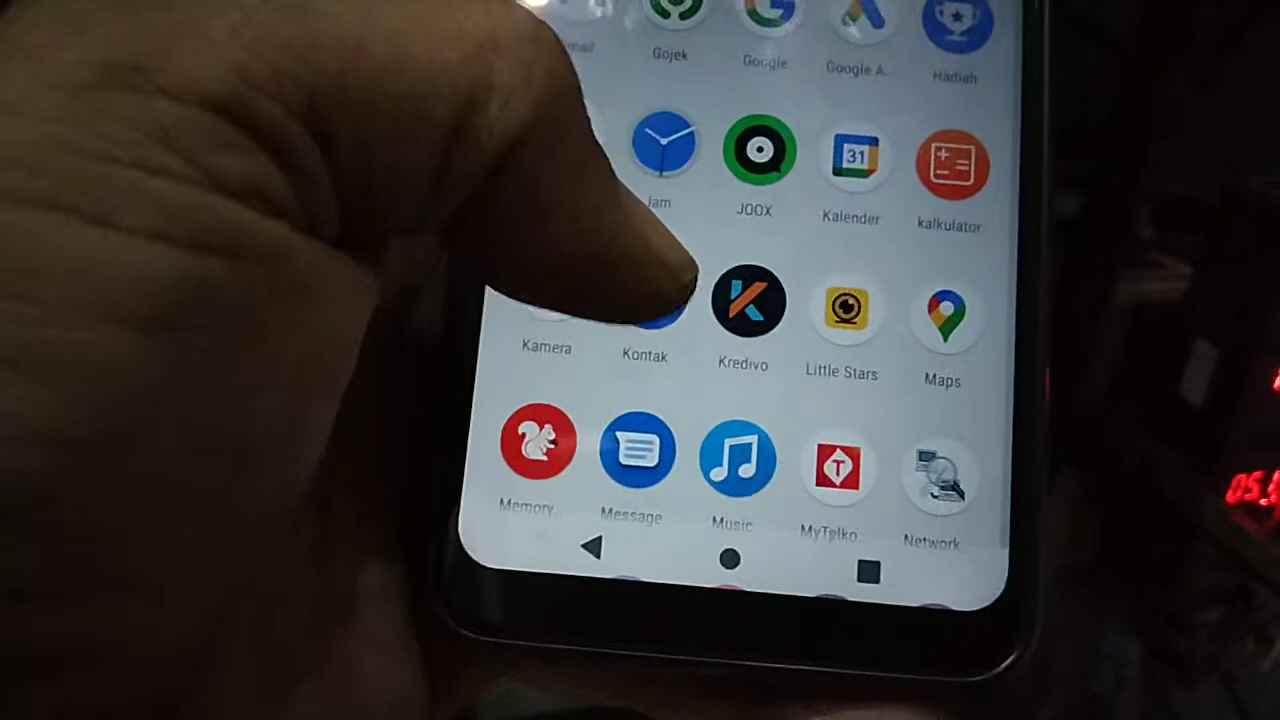 Gojek
Google
Google A..
Hadiah
Jam
JOOX
31
Kalender
kalkulator
Kamera
Kontak
Kredivo
Little Stars
Maps
Memory
Message
Music
T
MyTelko..
Network..